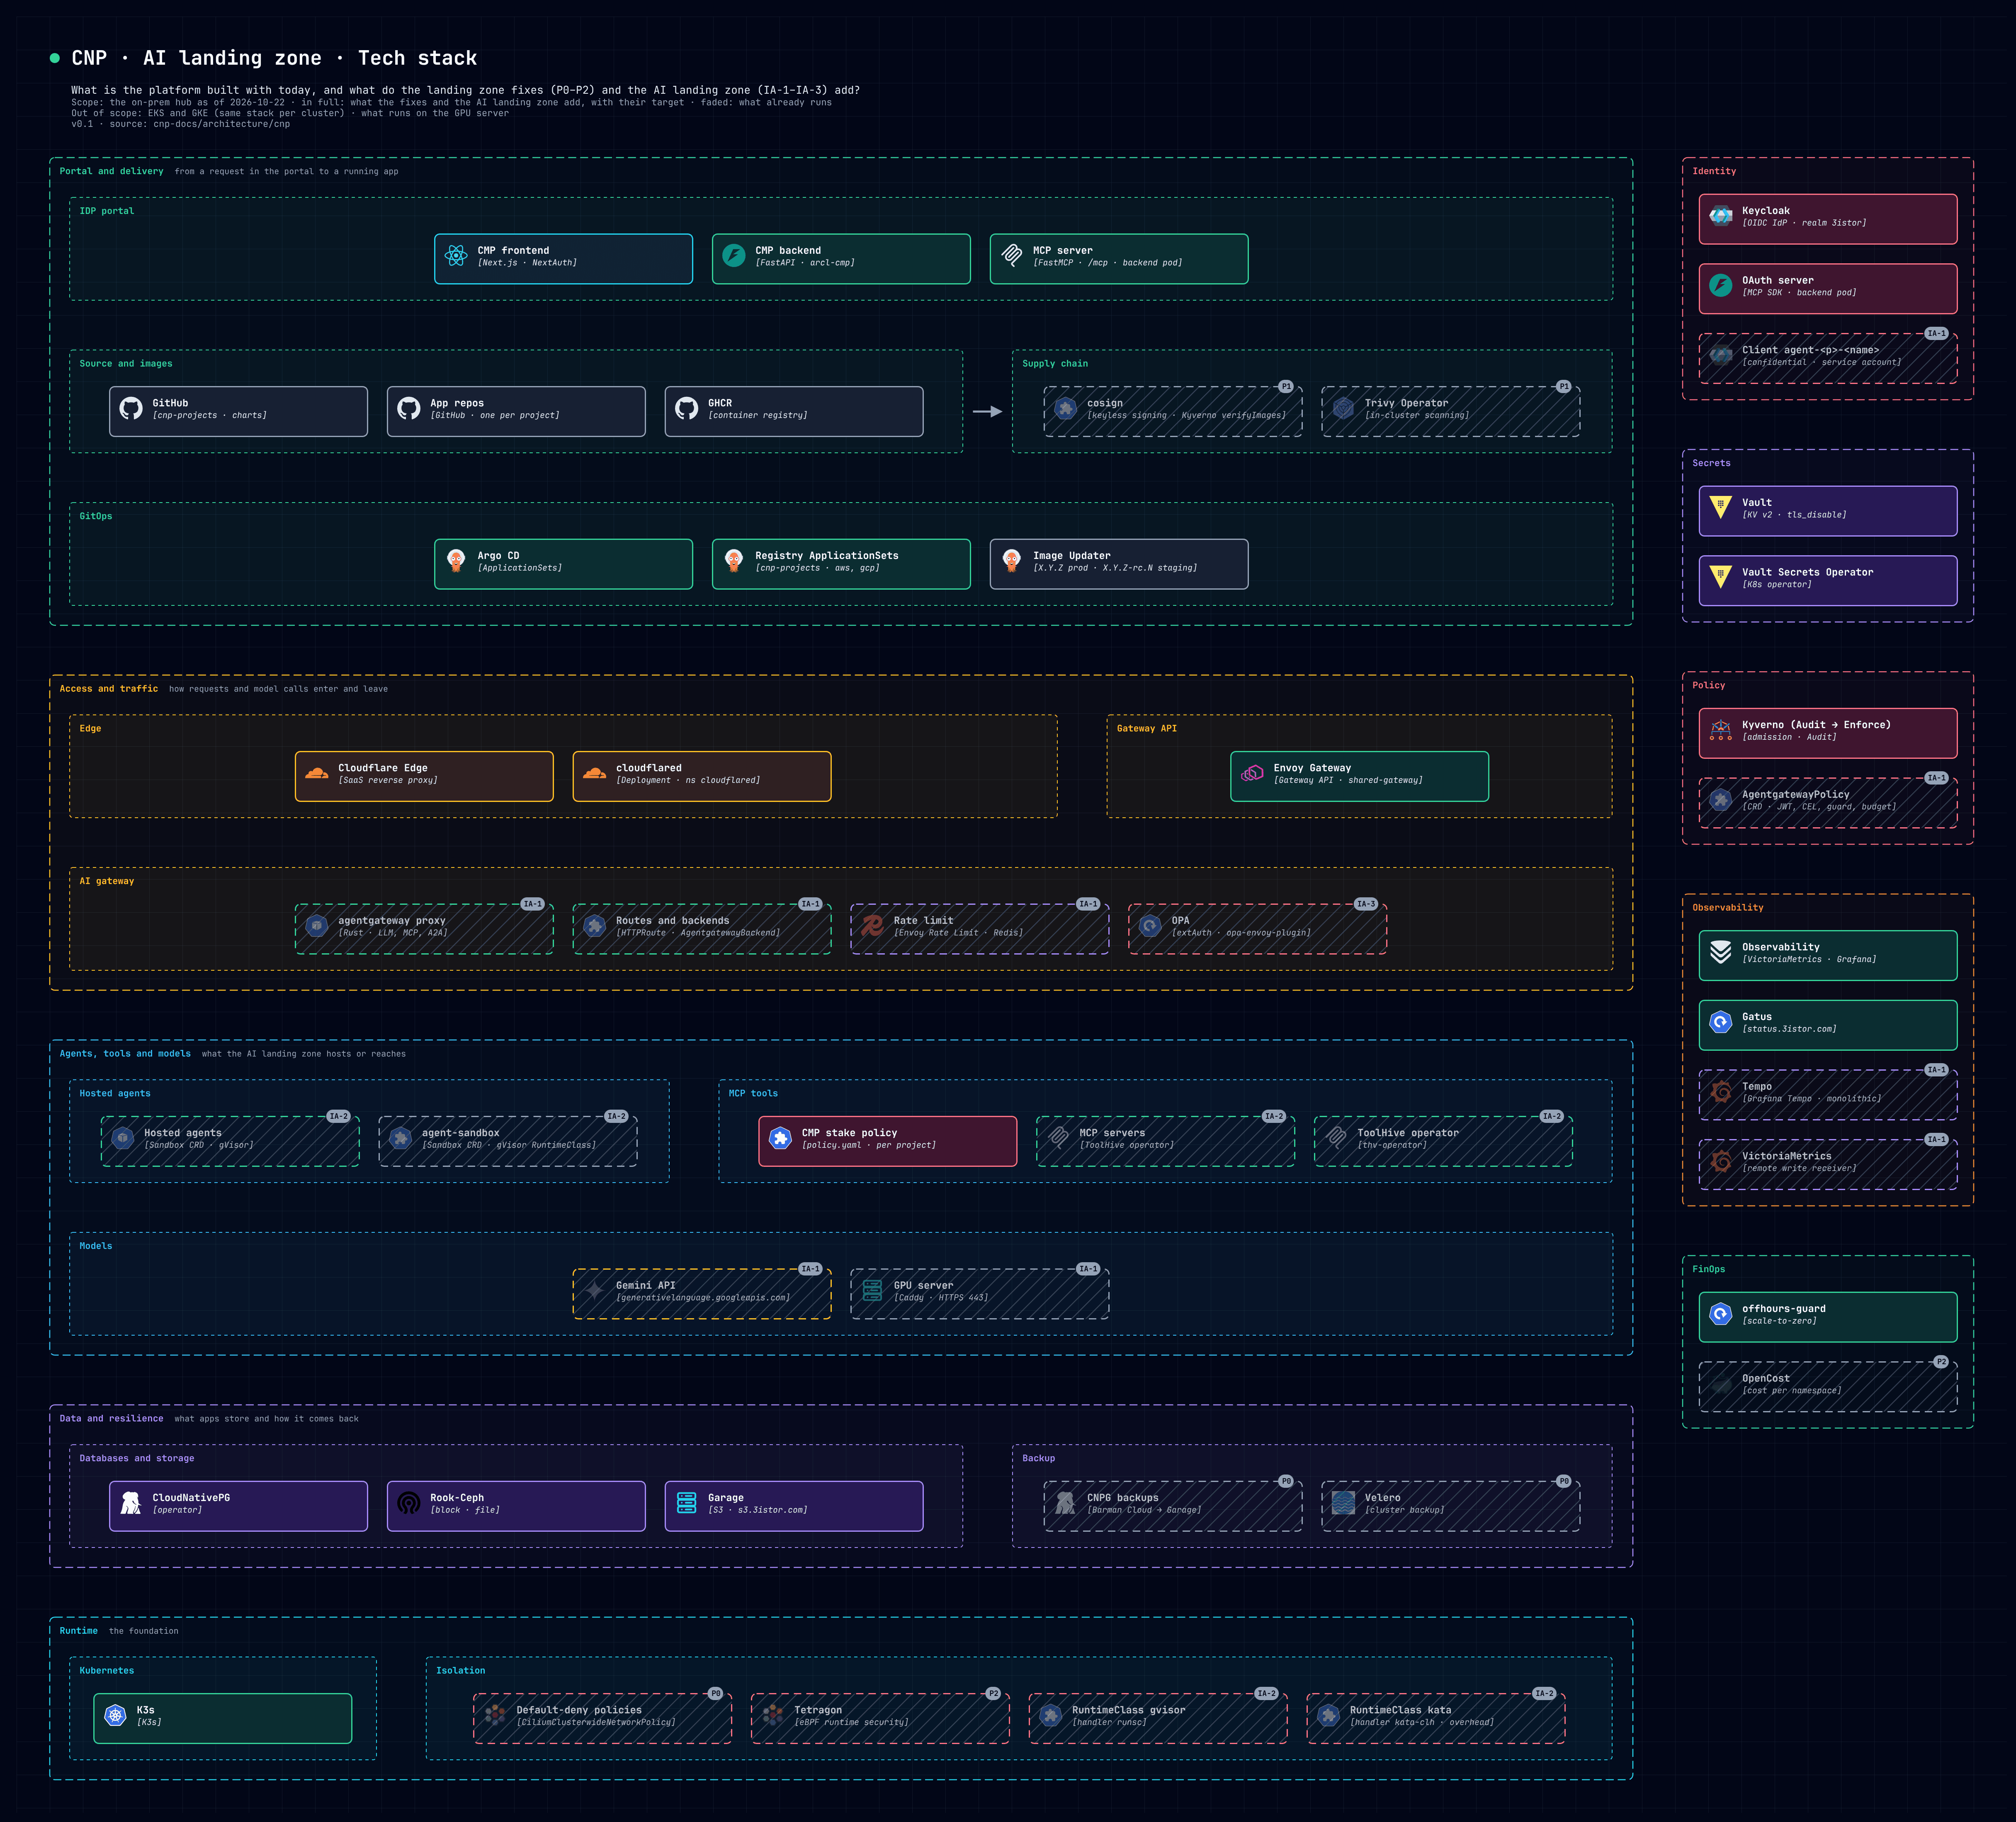 CNP · AI landing zone · Tech stack
What is the platform built with today, and what do the landing zone fixes (P0–P2) and the AI landing zone (IA-1–IA-3) add?
Scope: the on-prem hub as of 2026-10-22 · in full: what the fixes and the AI landing zone add, with their target · faded: what already runs
Out of scope: EKS and GKE (same stack per cluster) · what runs on the GPU server
v0.1 · source: cnp-docs/architecture/cnp
Portal and delivery from a request in the portal to a running app
IDP portal
CMP frontend
[Next.js · NextAuth]
CMP backend
[FastAPI · arcl-cmp]
MCP server
[FastMCP · /mcp · backend pod]
Source and images
GitHub
[cnp-projects · charts]
App repos
[GitHub · one per project]
GHCR
[container registry]
Supply chain
P1
cosign
[keyless signing · Kyverno verifyImages]
P1
Trivy Operator
[in-cluster scanning]
GitOps
Argo CD
[ApplicationSets]
Registry ApplicationSets
[cnp-projects · aws, gcp]
Image Updater
[X.Y.Z prod · X.Y.Z-rc.N staging]
Access and traffic how requests and model calls enter and leave
Edge
Cloudflare Edge
[SaaS reverse proxy]
cloudflared
[Deployment · ns cloudflared]
Gateway API
Envoy Gateway
[Gateway API · shared-gateway]
AI gateway
IA-1
agentgateway proxy
[Rust · LLM, MCP, A2A]
IA-1
Routes and backends
[HTTPRoute · AgentgatewayBackend]
IA-1
Rate limit
[Envoy Rate Limit · Redis]
IA-3
OPA
[extAuth · opa-envoy-plugin]
Agents, tools and models what the AI landing zone hosts or reaches
Hosted agents
IA-2
Hosted agents
[Sandbox CRD · gVisor]
IA-2
agent-sandbox
[Sandbox CRD · gVisor RuntimeClass]
MCP tools
CMP stake policy
[policy.yaml · per project]
IA-2
MCP servers
[ToolHive operator]
IA-2
ToolHive operator
[thv-operator]
Models
IA-1
Gemini API
[generativelanguage.googleapis.com]
IA-1
GPU server
[Caddy · HTTPS 443]
Data and resilience what apps store and how it comes back
Databases and storage
CloudNativePG
[operator]
Rook-Ceph
[block · file]
Garage
[S3 · s3.3istor.com]
Backup
P0
CNPG backups
[Barman Cloud → Garage]
P0
Velero
[cluster backup]
Runtime the foundation
Kubernetes
K3s
[K3s]
Isolation
P0
Default-deny policies
[CiliumClusterwideNetworkPolicy]
P2
Tetragon
[eBPF runtime security]
IA-2
RuntimeClass gvisor
[handler runsc]
IA-2
RuntimeClass kata
[handler kata-clh · overhead]
Identity
Keycloak
[OIDC IdP · realm 3istor]
OAuth server
[MCP SDK · backend pod]
IA-1
Client agent-<p>-<name>
[confidential · service account]
Secrets
Vault
[KV v2 · tls_disable]
Vault Secrets Operator
[K8s operator]
Policy
Kyverno (Audit → Enforce)
[admission · Audit]
IA-1
AgentgatewayPolicy
[CRD · JWT, CEL, guard, budget]
Observability
Observability
[VictoriaMetrics · Grafana]
Gatus
[status.3istor.com]
IA-1
Tempo
[Grafana Tempo · monolithic]
IA-1
VictoriaMetrics
[remote write receiver]
FinOps
offhours-guard
[scale-to-zero]
P2
OpenCost
[cost per namespace]